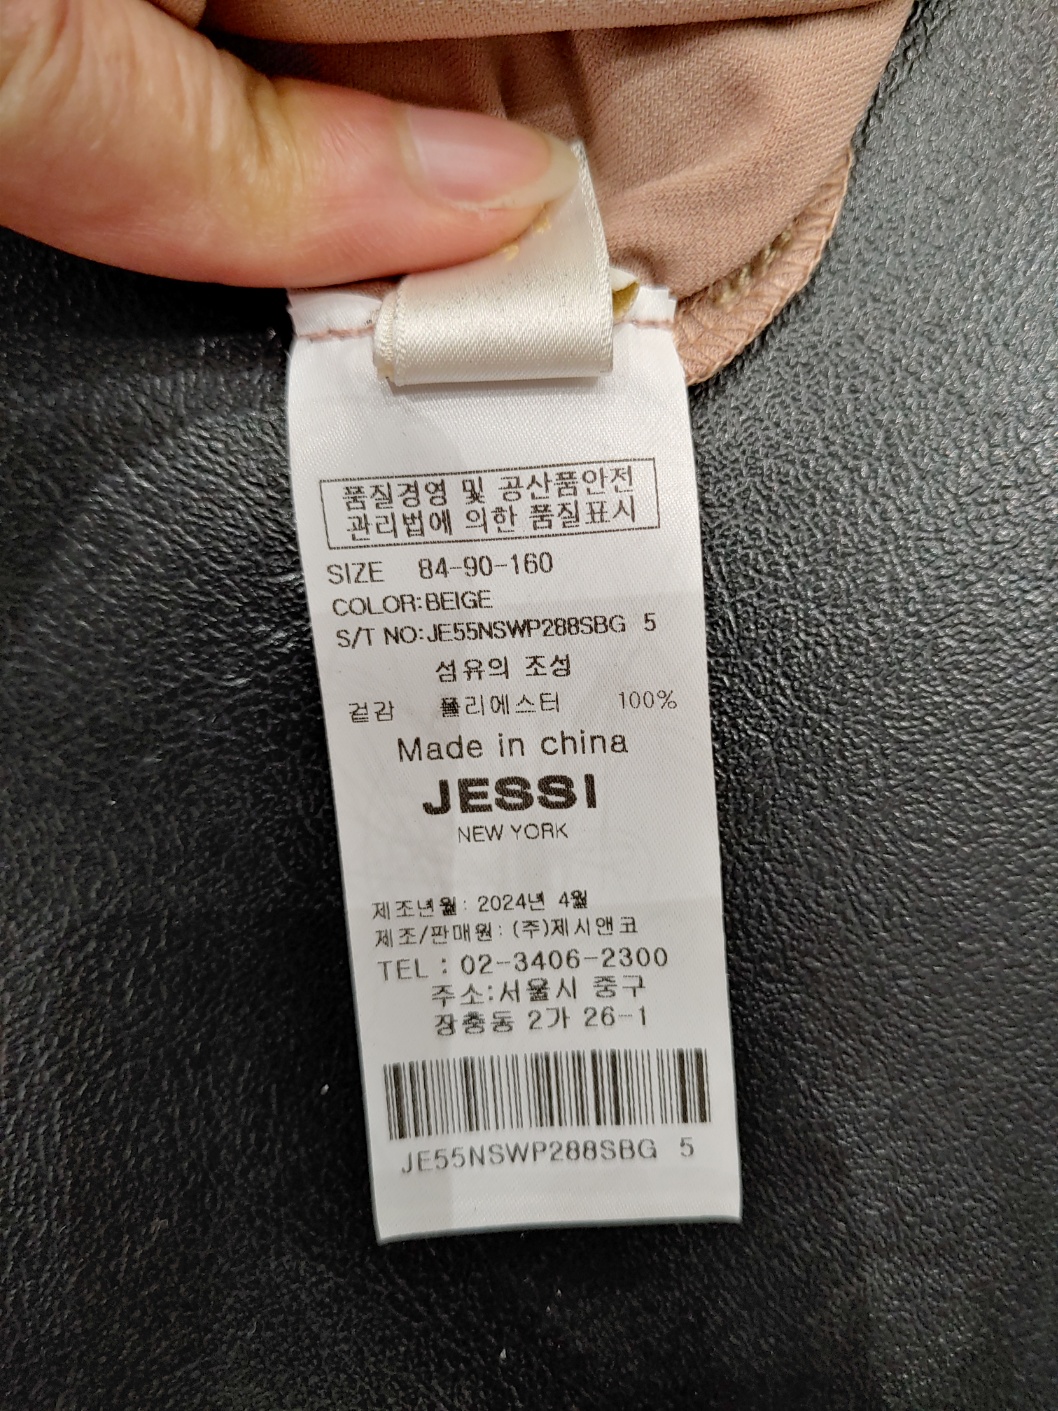 품질경영 및 공산품안전
관리법에 의한 품질표시
SIZE 84-90-160
COLOR:BEIGE
S/T NO:JE55NSWP288SBG 5
섬유의 조성
겉감 폴리에스터 100%
Made in china
JESSI
NEW YORK
제조년월: 2024년 4월
제조/판매원: (주)제시앤코
TEL : 02-3406-2300
주소:서울시 중구
장충동 2가 26-1
JE55NSWP288SBG 5